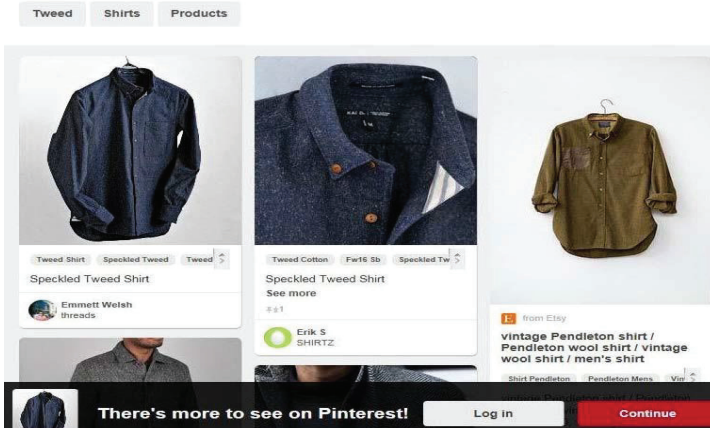 Tweed Shirts Products
Tweed Shirt Speckled Tweed Tweed
Speckled Tweed Shirt
Emmett Welsh
threads
Tweed Cotton Fw16 Sb Speckled Tw
Speckled Tweed Shirt
See more
1
Erik S
SHIRTZ
from Etsy
vintage Pendleton shirt /
Pendleton wool shirt / vintage
wool shirt / men's shirt
Shirt Pendleton Pendleton Mens Vin
There's more to see on Pinterest!
Log in
Continue